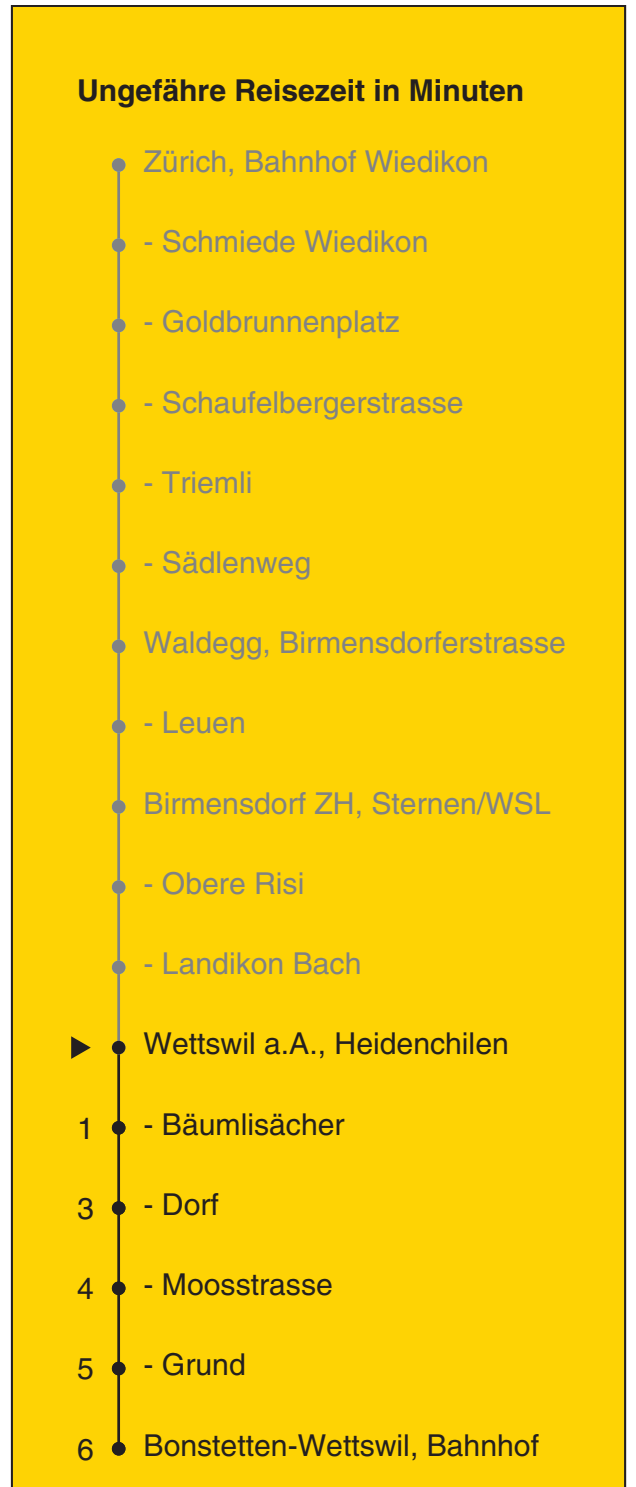 Ungefähre Reisezeit in Minuten
Zürich, Bahnhof Wiedikon
- Schmiede Wiedikon
- Goldbrunnenplatz
- Schaufelbergerstrasse
- Triemli
- Sädlenweg
Waldegg, Birmensdorferstrasse
- Leuen
Birmensdorf ZH, Sternen/WSL
- Obere Risi
- Landikon Bach
Wettswil a.A., Heidenchilen
1 - Bäumlisächer
3 - Dorf
4 - Moosstrasse
5 - Grund
6 Bonstetten-Wettswil, Bahnhof